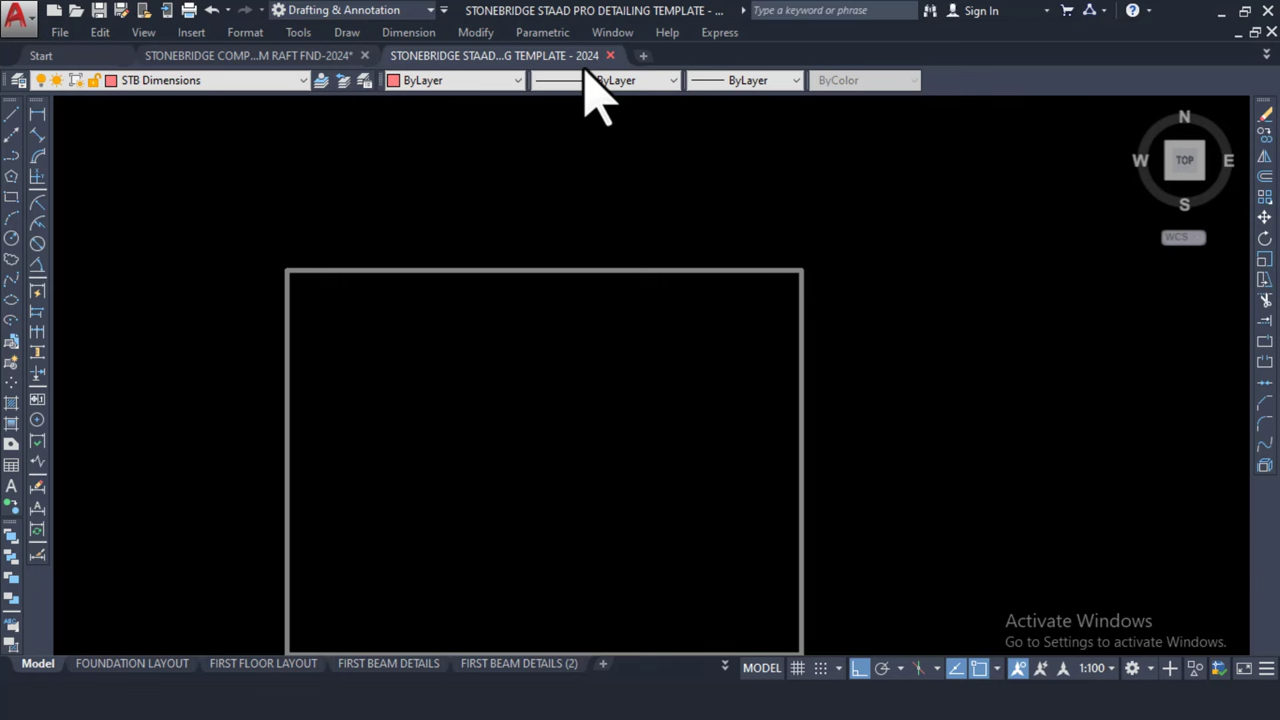 Drafting & Annotation
STONEBRIDGE STAAD PRO DETAILING TEMPLATE - ...
Type a keyword or phrase
Sign In
File Edit View Insert Format Tools Draw Dimension Modify Parametric Window Help Express
Start
STONEBRIDGE COMP...M RAFT FND-2024*
STONEBRIDGE STAAD...G TEMPLATE - 2024
STB Dimensions
ByLayer
ByLayer
ByLayer
ByColor
N
W TOP E
S
WCS
Activate Windows
Go to Settings to activate Windows.
Model FOUNDATION LAYOUT FIRST FLOOR LAYOUT FIRST BEAM DETAILS FIRST BEAM DETAILS (2)
MODEL
1:100